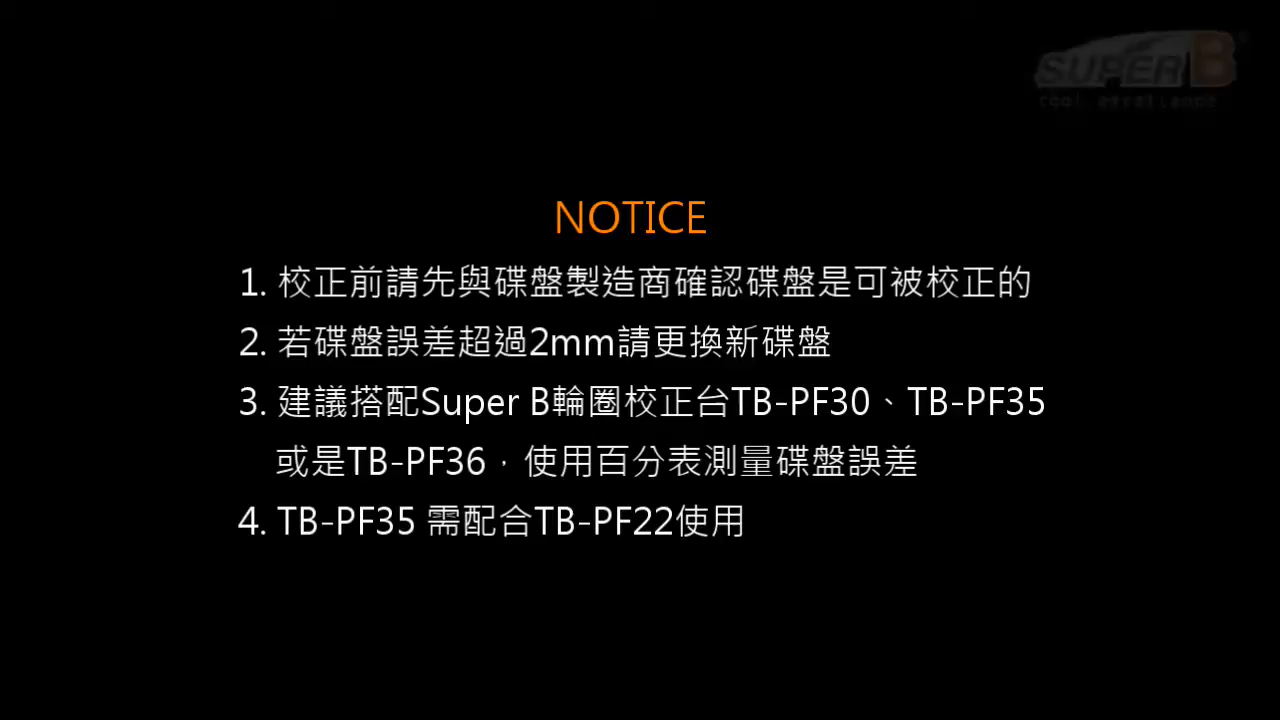 SUPER B
cool excellence
NOTICE
1. 校正前請先與碟盤製造商確認碟盤是可被校正的
2. 若碟盤誤差超過2mm請更換新碟盤
3. 建議搭配Super B輪圈校正台TB-PF30、TB-PF35
或是TB-PF36，使用百分表測量碟盤誤差
4. TB-PF35 需配合TB-PF22使用